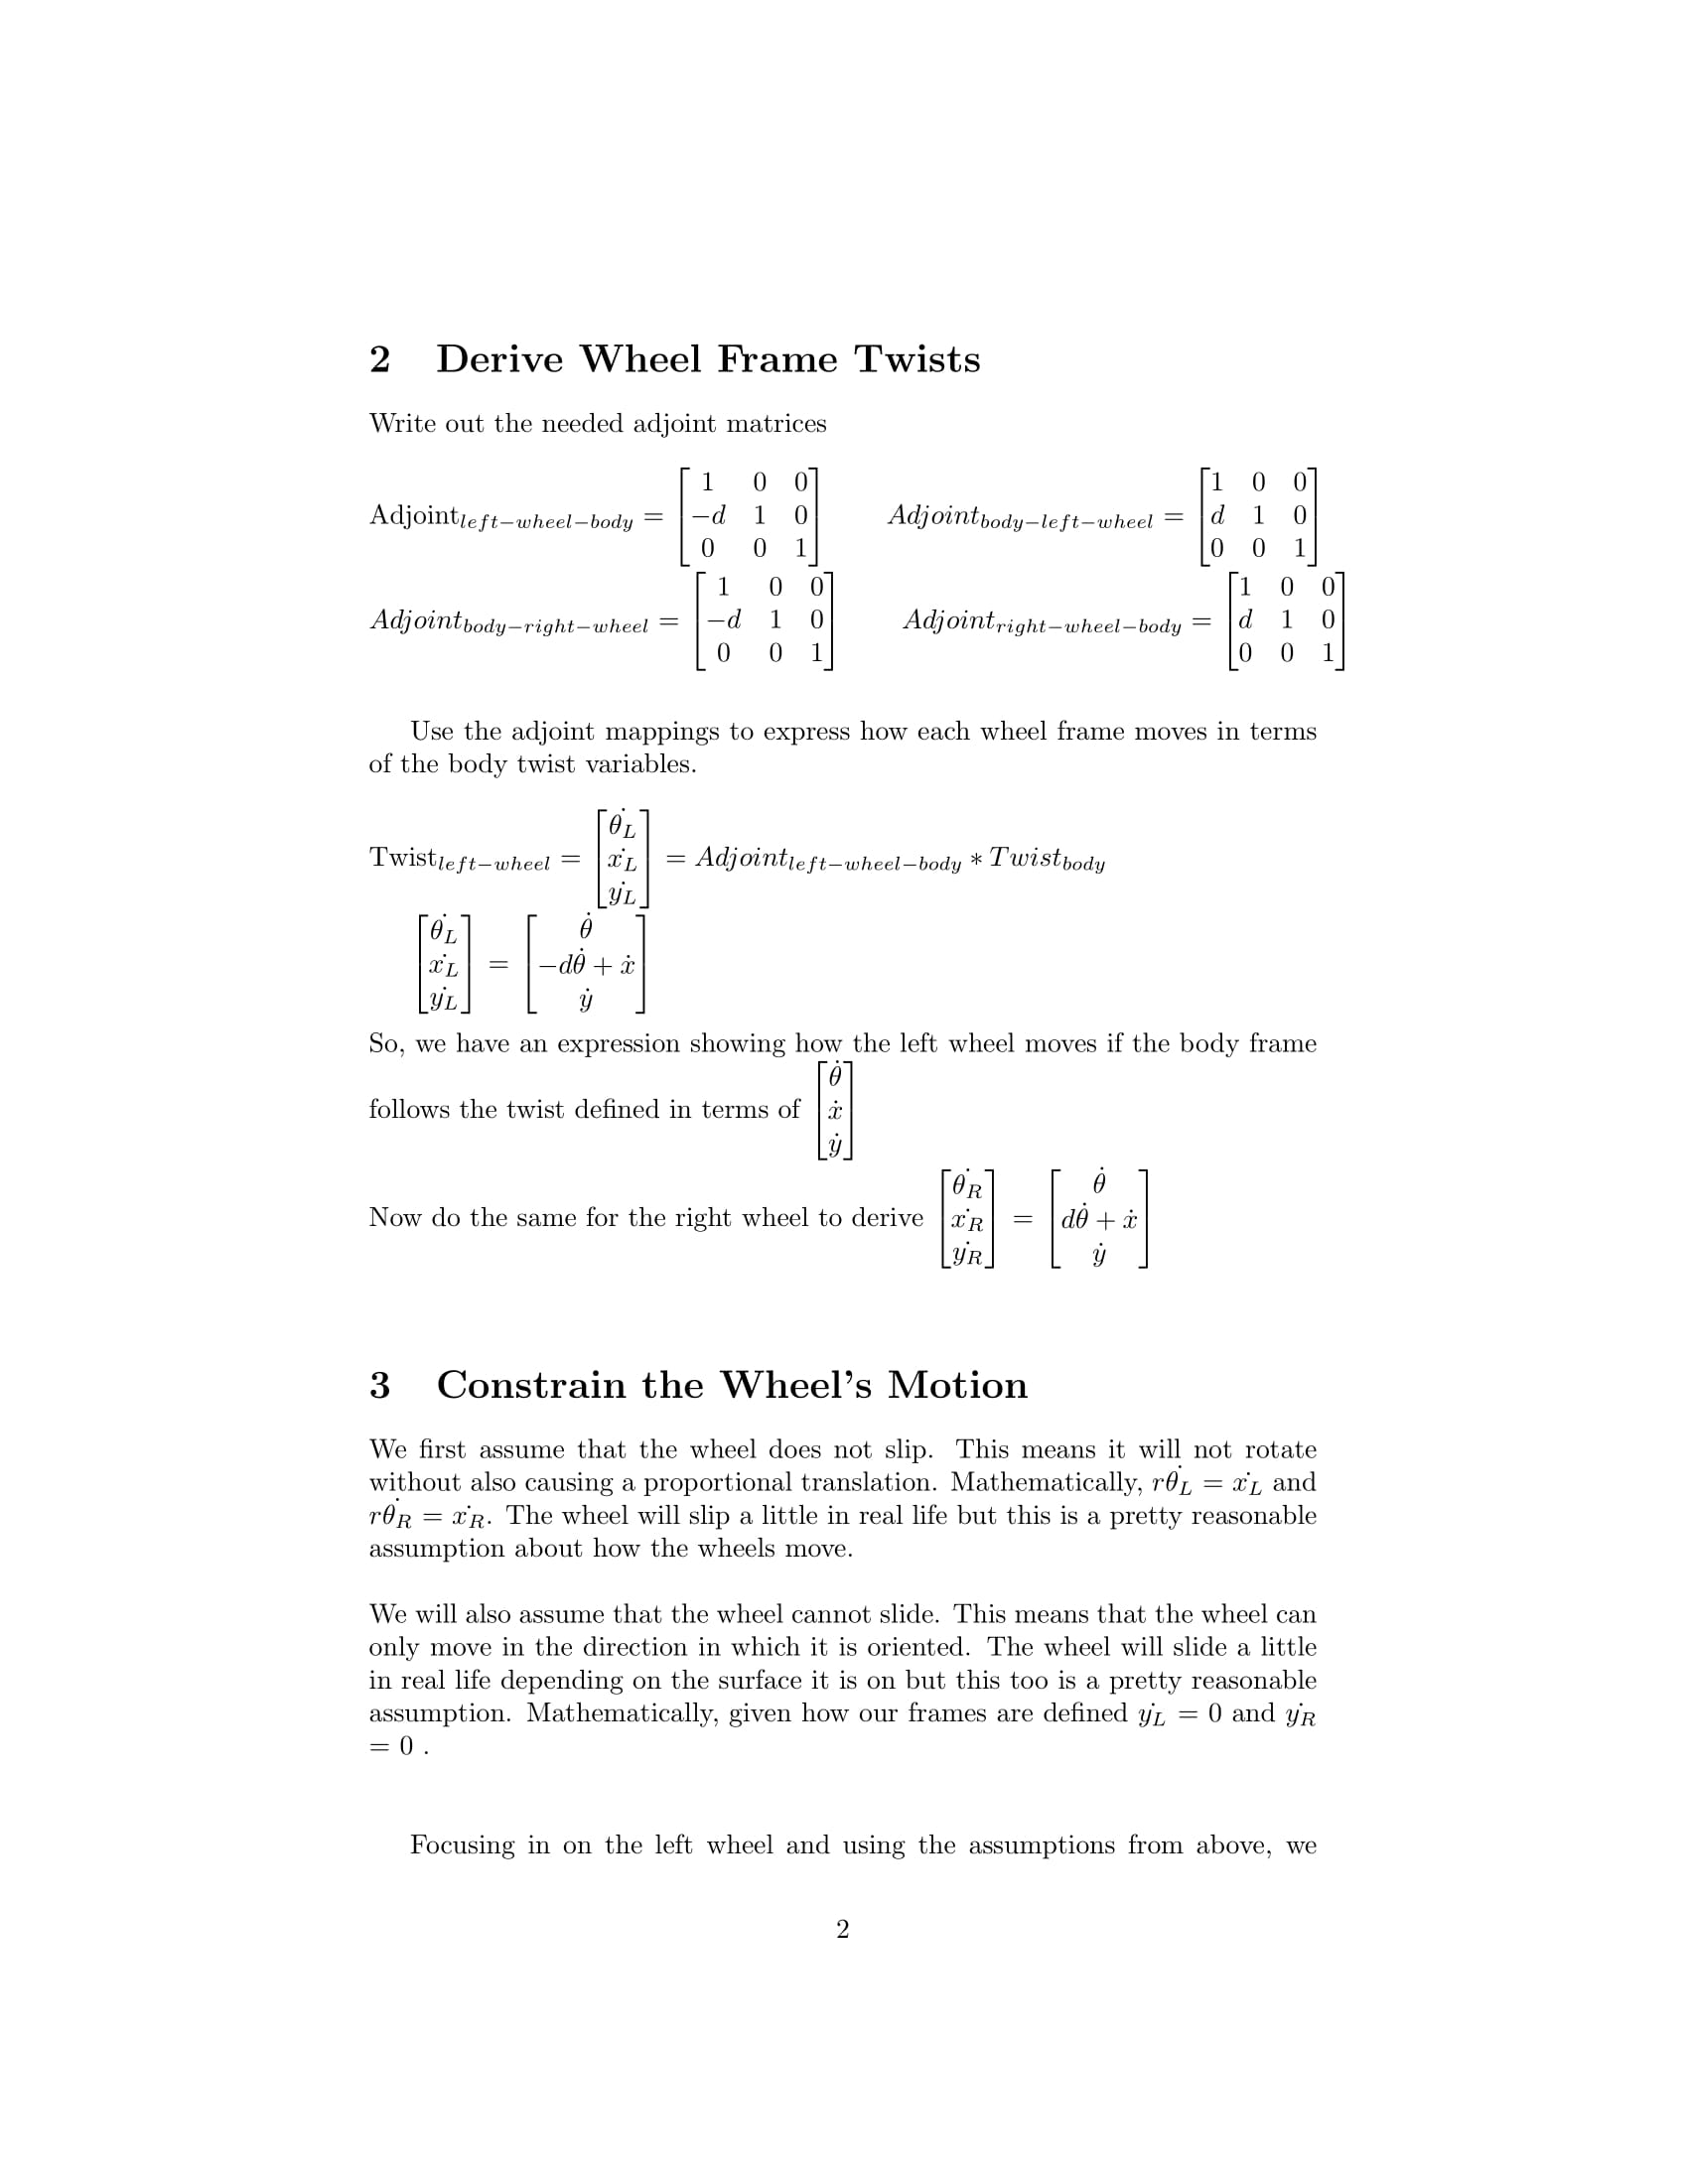 2 Derive Wheel Frame Twists
Write out the needed adjoint matrices
Adjoint_{left−wheel−body} = \begin{bmatrix} 1 & 0 & 0 \\ −d & 1 & 0 \\ 0 & 0 & 1 \end{bmatrix} Adjoint_{body−left−wheel} = \begin{bmatrix} 1 & 0 & 0 \\ d & 1 & 0 \\ 0 & 0 & 1 \end{bmatrix}
Adjoint_{body−right−wheel} = \begin{bmatrix} 1 & 0 & 0 \\ −d & 1 & 0 \\ 0 & 0 & 1 \end{bmatrix} Adjoint_{right−wheel−body} = \begin{bmatrix} 1 & 0 & 0 \\ d & 1 & 0 \\ 0 & 0 & 1 \end{bmatrix}
Use the adjoint mappings to express how each wheel frame moves in terms
of the body twist variables.
Twist_{left−wheel} = \begin{bmatrix} \dot{θ_L} \\ \dot{x_L} \\ \dot{y_L} \end{bmatrix} = Adjoint_{left−wheel−body} ∗ Twist_{body}
\begin{bmatrix} \dot{θ_L} \\ \dot{x_L} \\ \dot{y_L} \end{bmatrix} = \begin{bmatrix} \dot{θ} \\ −d\dot{θ} + \dot{x} \\ \dot{y} \end{bmatrix}
So, we have an expression showing how the left wheel moves if the body frame
follows the twist defined in terms of \begin{bmatrix} \dot{θ} \\ \dot{x} \\ \dot{y} \end{bmatrix}
Now do the same for the right wheel to derive \begin{bmatrix} \dot{θ_R} \\ \dot{x_R} \\ \dot{y_R} \end{bmatrix} = \begin{bmatrix} \dot{θ} \\ d\dot{θ} + \dot{x} \\ \dot{y} \end{bmatrix}
3 Constrain the Wheel's Motion
We first assume that the wheel does not slip. This means it will not rotate
without also causing a proportional translation. Mathematically, r\dot{θ_L} = \dot{x_L} and
r\dot{θ_R} = \dot{x_R}. The wheel will slip a little in real life but this is a pretty reasonable
assumption about how the wheels move.
We will also assume that the wheel cannot slide. This means that the wheel can
only move in the direction in which it is oriented. The wheel will slide a little
in real life depending on the surface it is on but this too is a pretty reasonable
assumption. Mathematically, given how our frames are defined \dot{y_L} = 0 and \dot{y_R}
= 0 .
Focusing in on the left wheel and using the assumptions from above, we
2